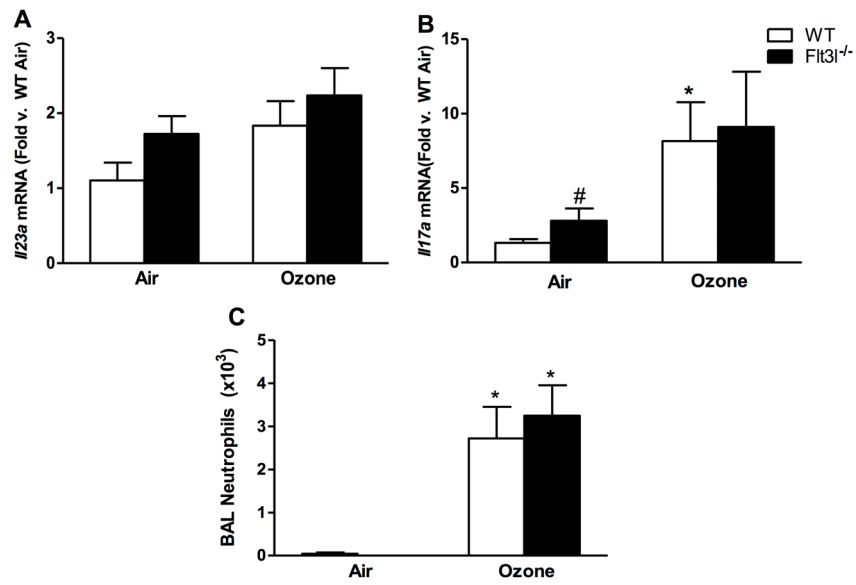 A
Il23a mRNA (Fold v. WT Air)
3
2
1
0
Air Ozone
B
Il17a mRNA(Fold v. WT Air)
15
10
5
0
* #
Air Ozone
WT
Flt3l-/-
C
BAL Neutrophils (x10³)
5
4
3
2
1
0
* *
Air Ozone